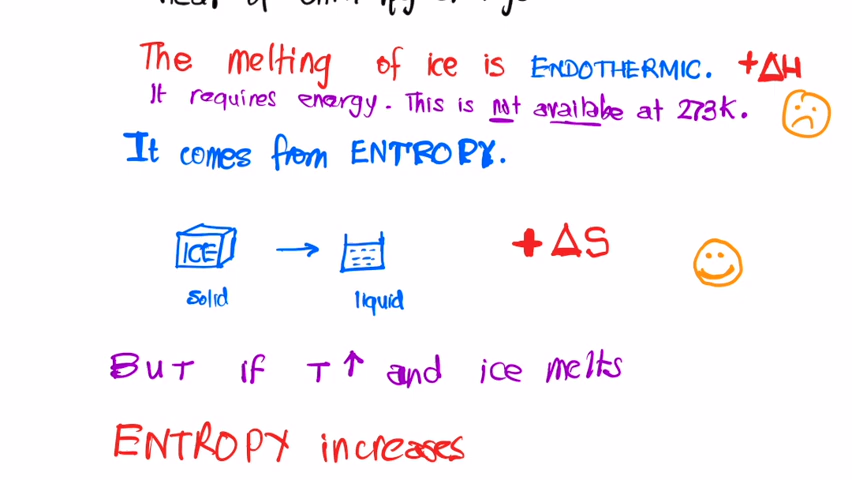 The melting of ice is ENDOTHERMIC. +ΔH
It requires energy. This is not available at 273K.
It comes from ENTROPY.
ICE → +ΔS
solid liquid
BUT if T↑ and ice melts
ENTROPY increases